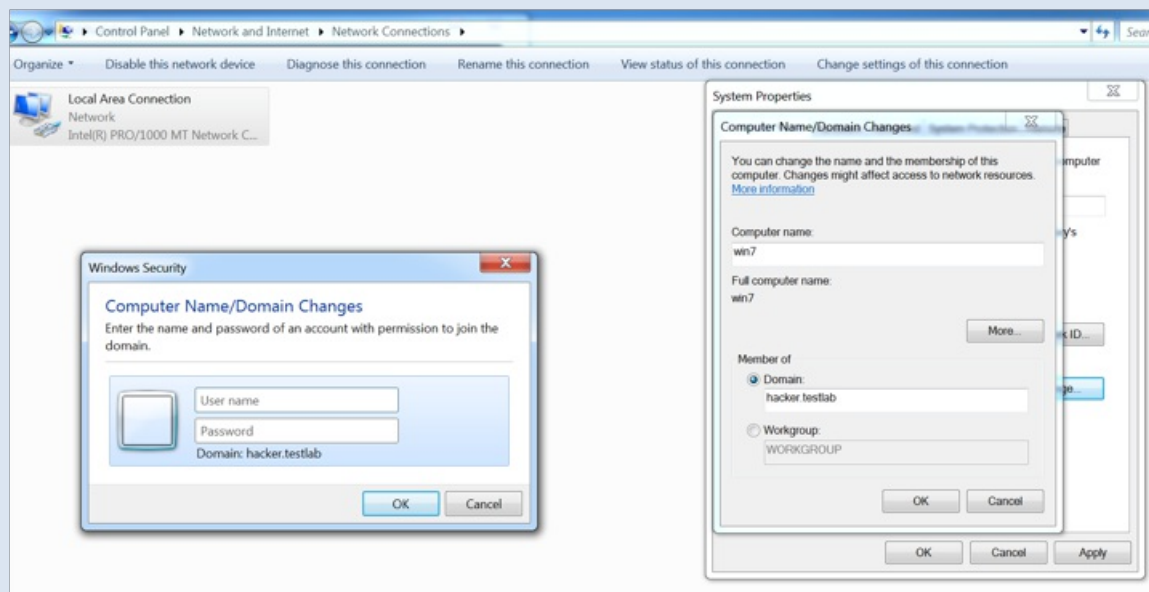 Control Panel ▸ Network and Internet ▸ Network Connections ▸
Organize Disable this network device Diagnose this connection Rename this connection View status of this connection Change settings of this connection
Local Area Connection
Network
Intel(R) PRO/1000 MT Network C...
System Properties
Computer Name/Domain Changes
You can change the name and the membership of this
computer. Changes might affect access to network resources.
More information
Computer name:
win7
Full computer name:
win7
More...
Member of
Domain:
hacker.testlab
Workgroup:
WORKGROUP
OK Cancel
OK Cancel Apply
Windows Security
Computer Name/Domain Changes
Enter the name and password of an account with permission to join the
domain.
User name
Password
Domain: hacker.testlab
OK Cancel